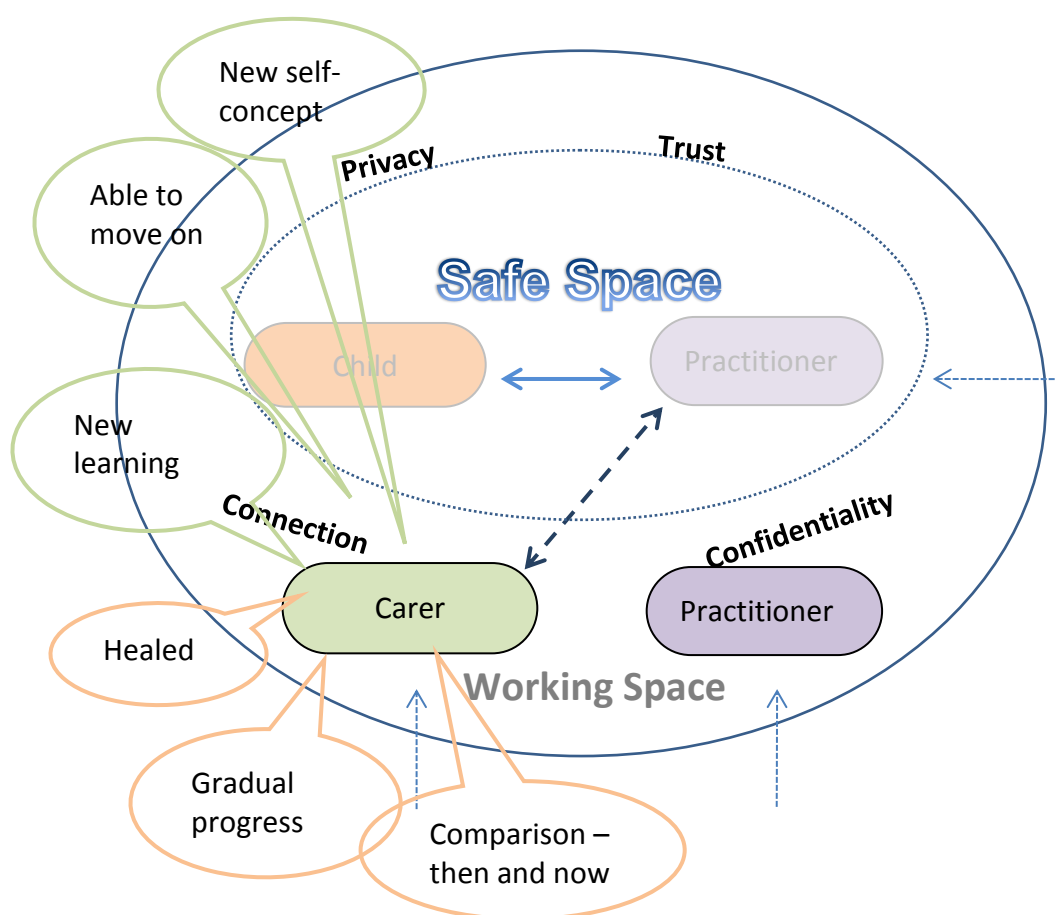 New self-
concept
Privacy
Trust
Able to
move on
Safe Space
Child
Practitioner
New
learning
Connection
Confidentiality
Carer
Practitioner
Healed
Working Space
Gradual
progress
Comparison –
then and now